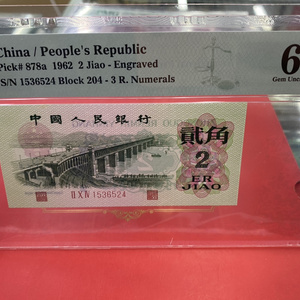 China / People's Republic
Pick# 878a 1962 2 Jiao - Engraved
S/N 1536524 Block 204 - 3 R. Numerals
6
Gem Unc
中國人民銀行
貳角
2
ER
JIAO
II X IV 1536524